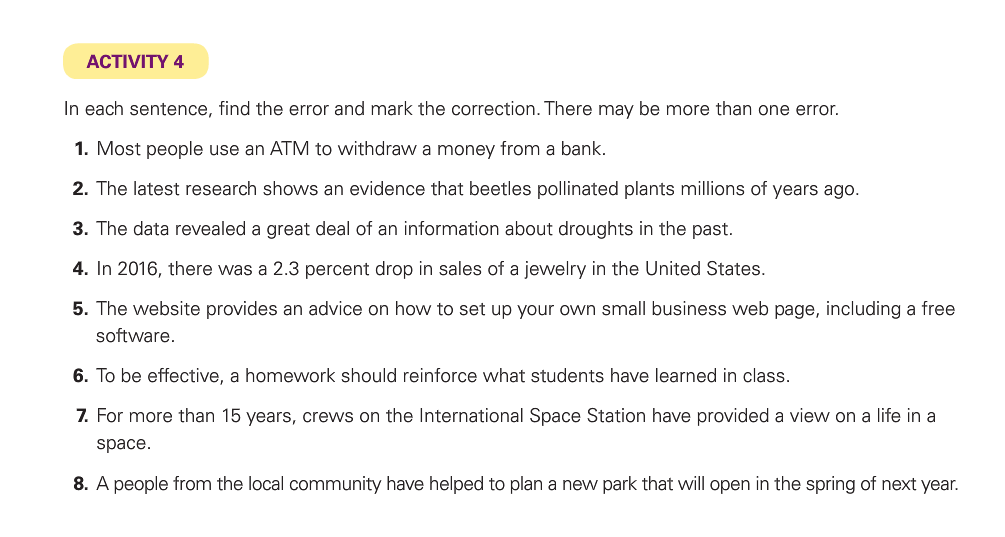 ACTIVITY 4
In each sentence, find the error and mark the correction. There may be more than one error.
1. Most people use an ATM to withdraw a money from a bank.
2. The latest research shows an evidence that beetles pollinated plants millions of years ago.
3. The data revealed a great deal of an information about droughts in the past.
4. In 2016, there was a 2.3 percent drop in sales of a jewelry in the United States.
5. The website provides an advice on how to set up your own small business web page, including a free
software.
6. To be effective, a homework should reinforce what students have learned in class.
7. For more than 15 years, crews on the International Space Station have provided a view on a life in a
space.
8. A people from the local community have helped to plan a new park that will open in the spring of next year.